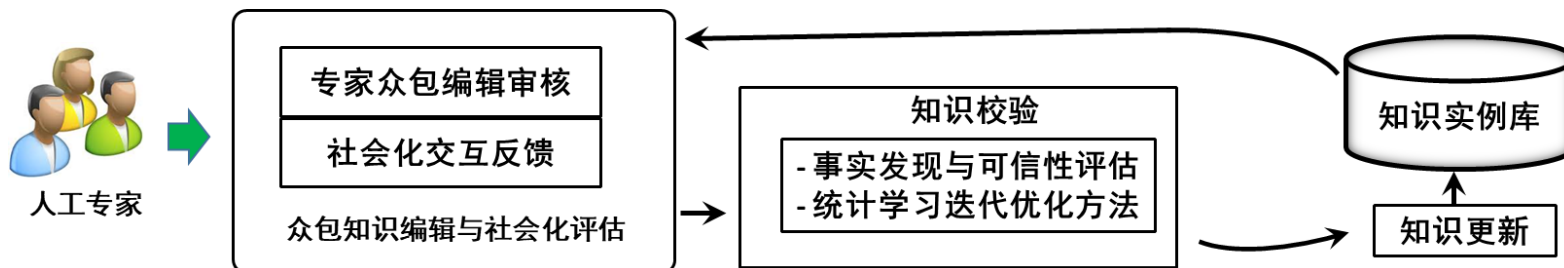 人工专家
专家众包编辑审核
社会化交互反馈
众包知识编辑与社会化评估
知识校验
-事实发现与可信性评估
-统计学习迭代优化方法
知识实例库
知识更新